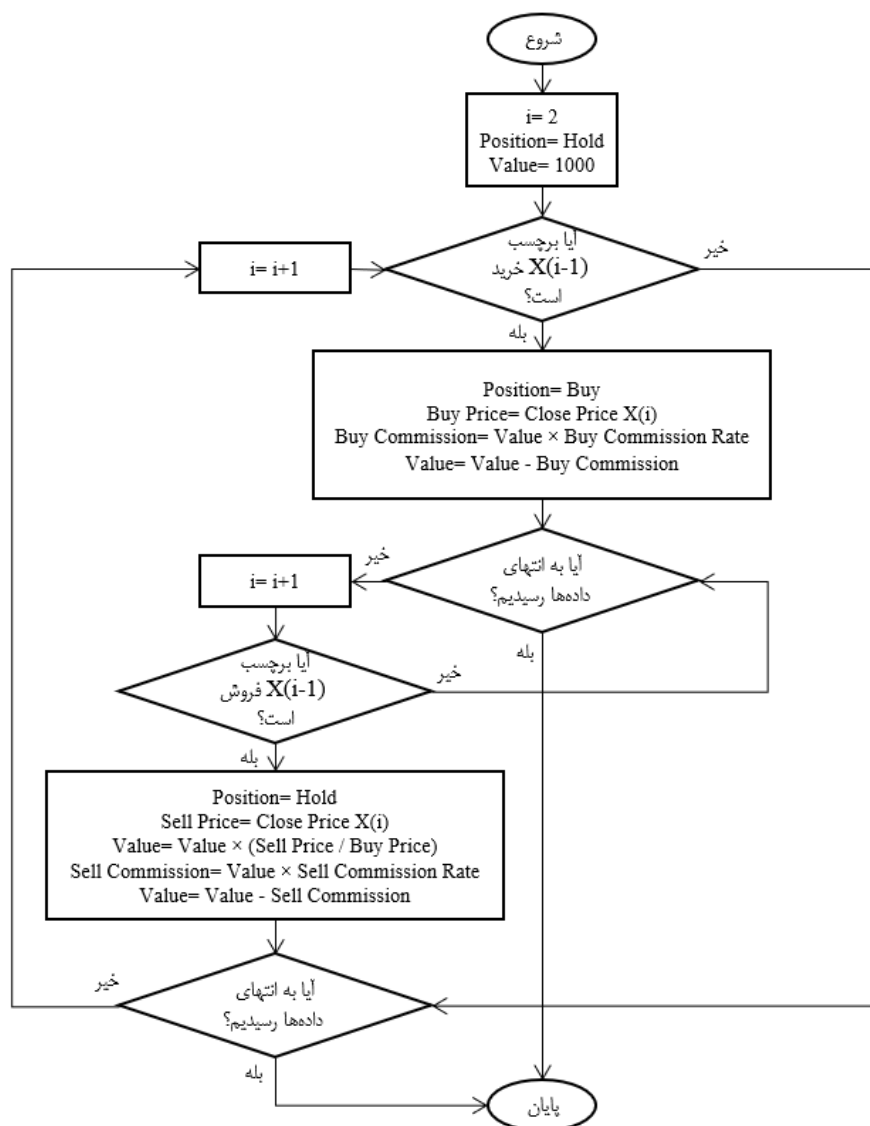 شروع
i= 2
Position= Hold
Value= 1000
i= i+1
آیا برچسب
X(i-1) خرید
است؟
خیر
بله
Position= Buy
Buy Price= Close Price X(i)
Buy Commission= Value × Buy Commission Rate
Value= Value - Buy Commission
آیا به انتهای
داده‌ها رسیدیم؟
خیر
بله
i= i+1
آیا برچسب
X(i-1) فروش
است؟
خیر
بله
Position= Hold
Sell Price= Close Price X(i)
Value= Value × (Sell Price / Buy Price)
Sell Commission= Value × Sell Commission Rate
Value= Value - Sell Commission
آیا به انتهای
داده‌ها رسیدیم؟
خیر
بله
پایان